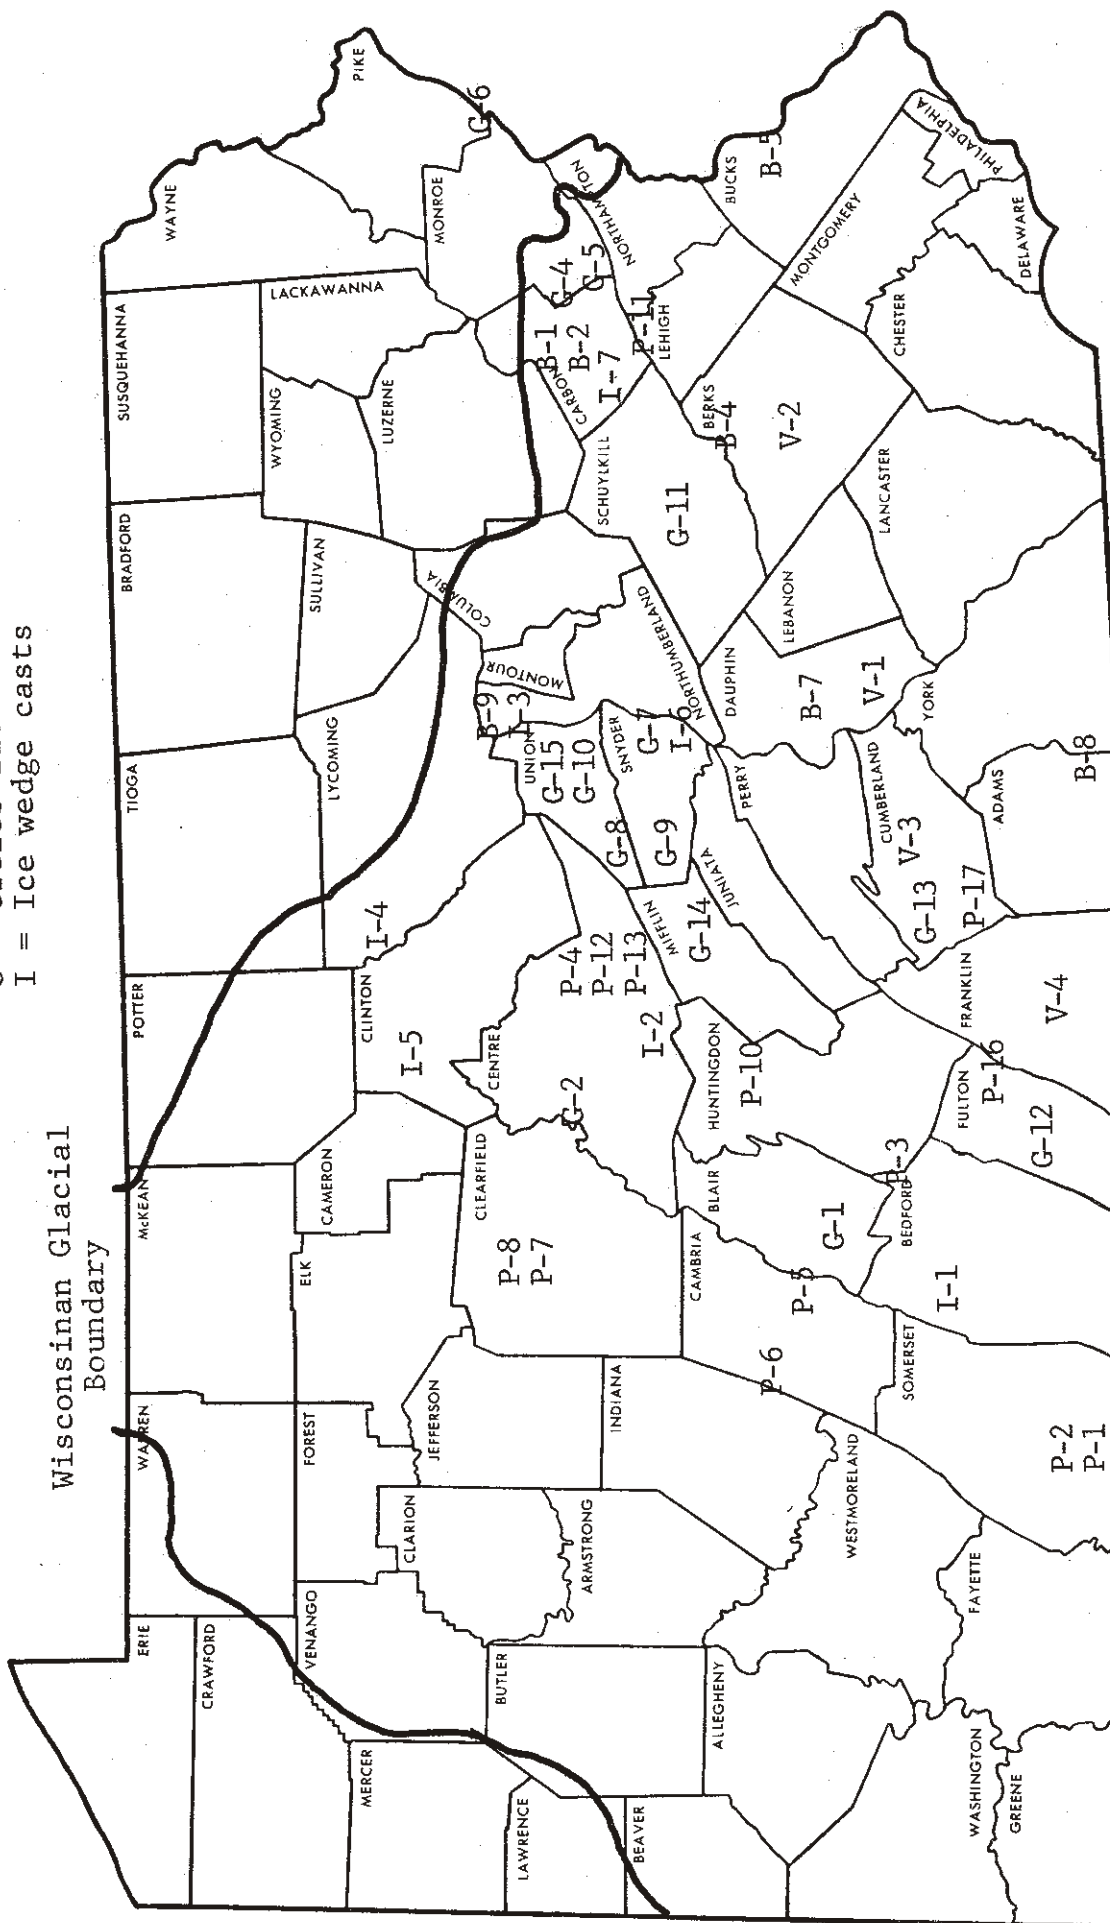 I = Ice wedge casts
Wisconsinan Glacial
Boundary
ERIE
CRAWFORD
MERCER
VENANGO
LAWRENCE
BUTLER
BEAVER
ALLEGHENY
WASHINGTON
GREENE
WARREN
FOREST
CLARION
ARMSTRONG
JEFFERSON
INDIANA
WESTMORELAND
FAYETTE
P-2
P-1
SOMERSET
McKEAN
ELK
CAMERON
CLEARFIELD
P-8
P-7
CAMBRIA
P-6
P-5
BLAIR
G-1
BEDFORD
I-1
POTTER
CLINTON
I-5
I-4
CENTRE
G-2
P-4
P-12
P-13
I-2
HUNTINGDON
P-10
FULTON
P-16
G-12
FRANKLIN
V-4
TIOGA
LYCOMING
UNION
B-9
G-15
G-10
G-8
SNYDER
G-7
I-6
G-9
MIFFLIN
G-14
JUNIATA
PERRY
CUMBERLAND
V-3
G-13
P-17
ADAMS
B-8
YORK
BRADFORD
SULLIVAN
COLUMBIA
MONTOUR
NORTHUMBERLAND
DAUPHIN
B-7
V-1
LEBANON
LANCASTER
SUSQUEHANNA
WYOMING
LACKAWANNA
LUZERNE
SCHUYLKILL
G-11
CARBON
B-1
B-2
I-7
G-4
P-11
LEHIGH
BERKS
B-4
V-2
CHESTER
WAYNE
PIKE
MONROE
G-6
NORTHAMTON
BUCKS
B-5
MONTGOMERY
PHILADELPHIA
DELAWARE